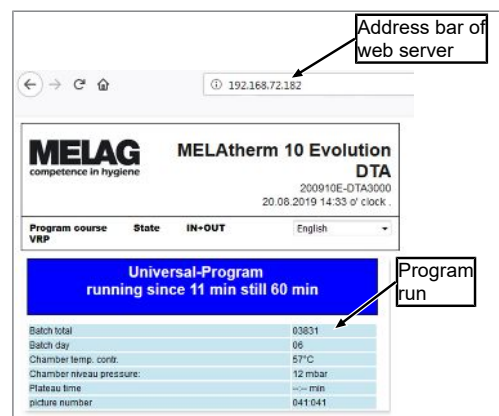 Address bar of
web server
192.168.72.182
MELAG
competence in hygiene
MELAtherm 10 Evolution
DTA
200910E-DTA3000
20.08.2019 14:33 o' clock .
Program course State IN+OUT English
VRP
Univer­sal-Program
running since 11 min still 60 min
Program
run
Batch total 03831
Batch day 06
Chamber temp. contr. 57°C
Chamber niveau pressure: 12 mbar
Plateau time --:-- min
picture number 041:041